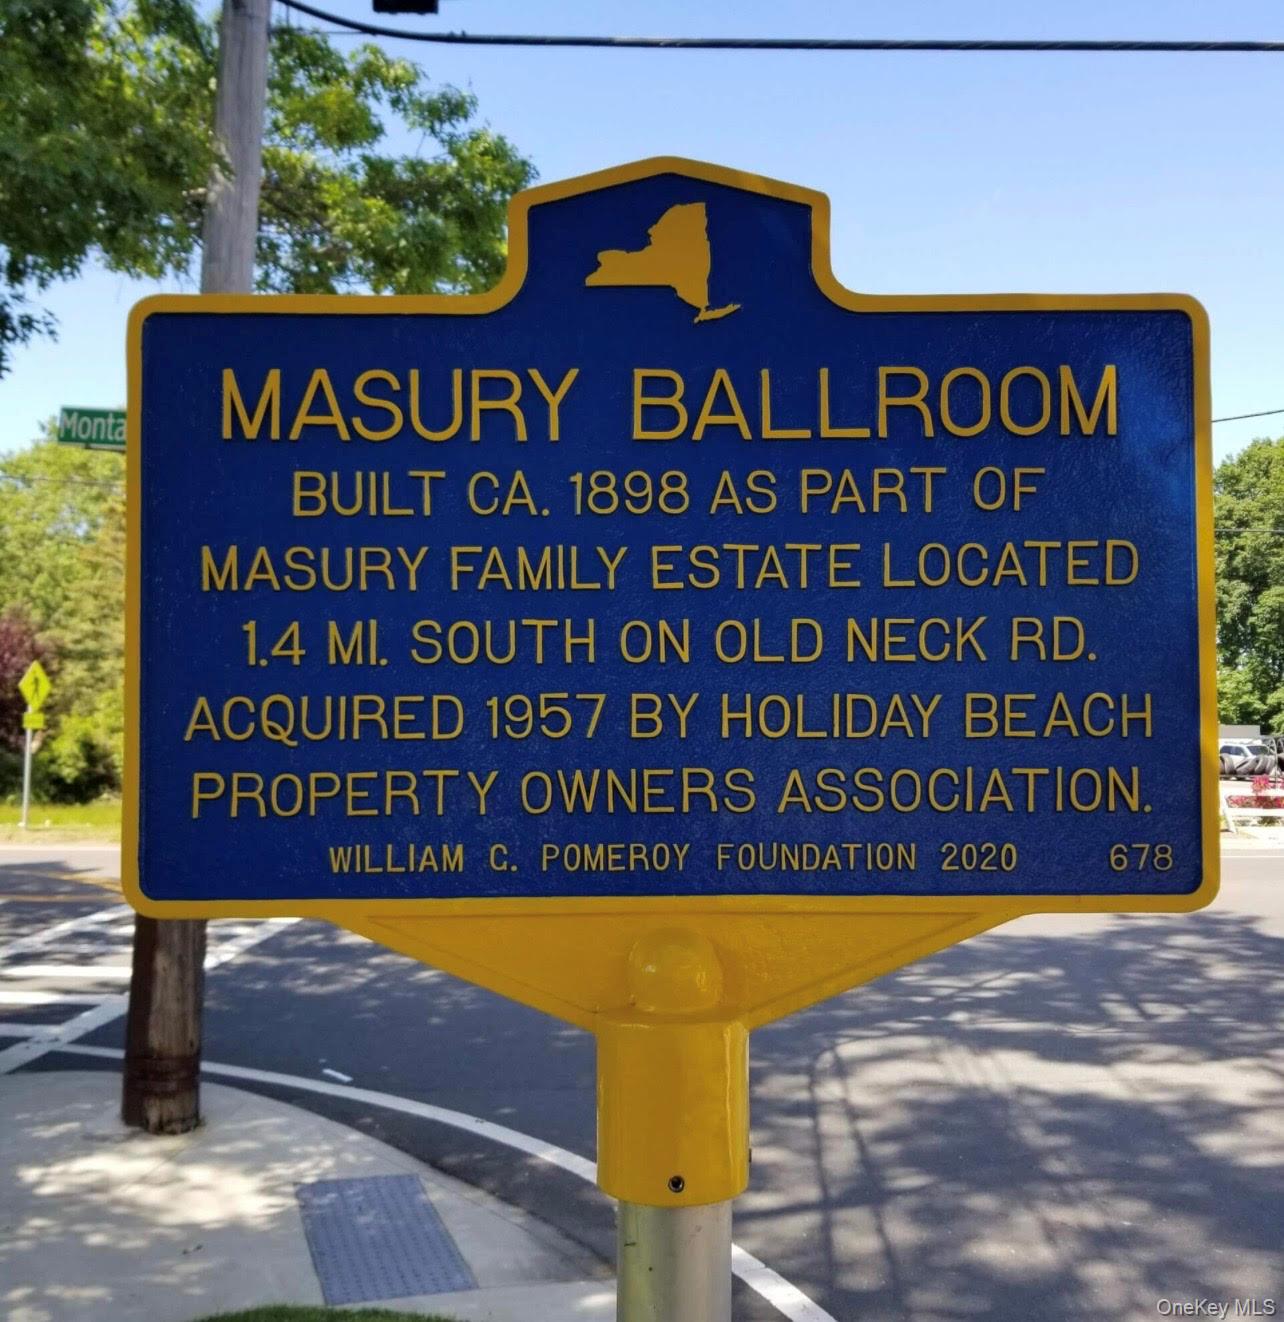 Monta
MASURY BALLROOM
BUILT CA. 1898 AS PART OF
MASURY FAMILY ESTATE LOCATED
1.4 MI. SOUTH ON OLD NECK RD.
ACQUIRED 1957 BY HOLIDAY BEACH
PROPERTY OWNERS ASSOCIATION.
WILLIAM G. POMEROY FOUNDATION 2020 678
OneKey MLS